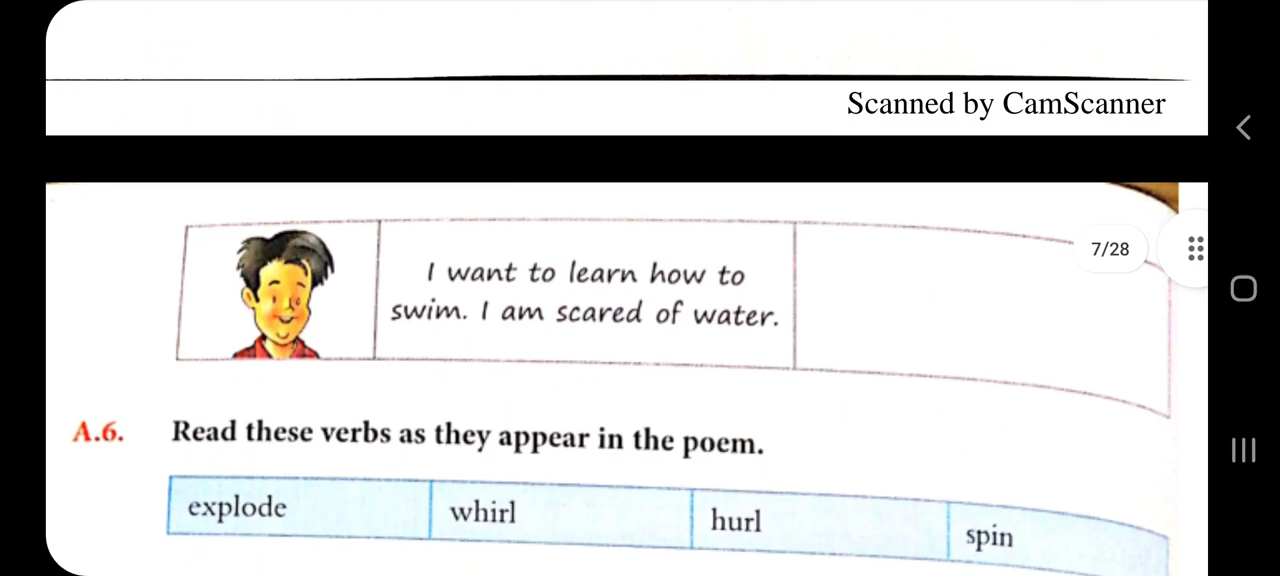 Scanned by CamScanner
7/28
I want to learn how to
swim. I am scared of water.
A.6. Read these verbs as they appear in the poem.
explode whirl hurl spin